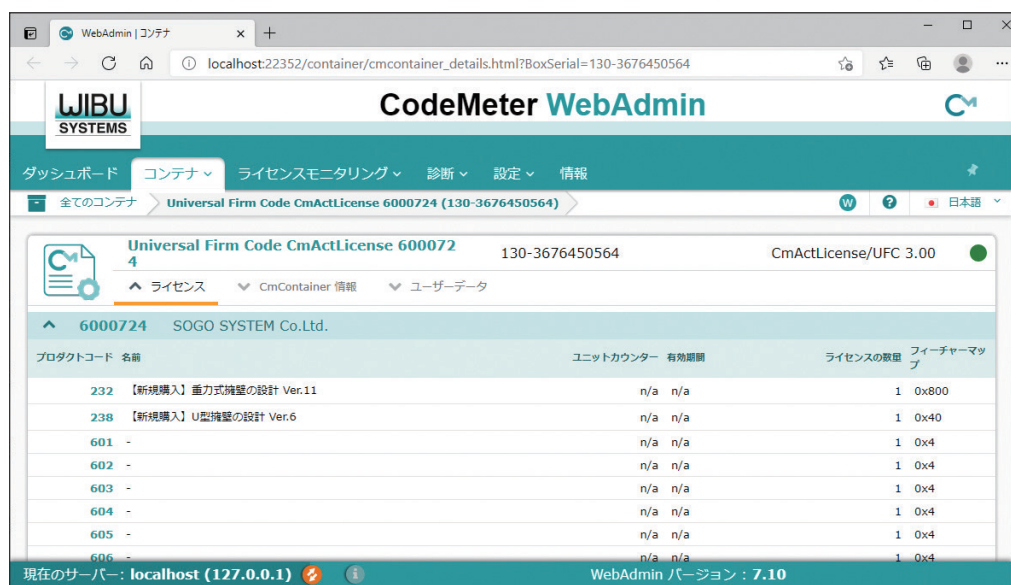 WebAdmin | コンテナ
localhost:22352/container/cmcontainer_details.html?BoxSerial=130-3676450564
WIBU
SYSTEMS
CodeMeter WebAdmin
ダッシュボード コンテナ ライセンスモニタリング 診断 設定 情報
全てのコンテナ Universal Firm Code CmActLicense 6000724 (130-3676450564) W ? 日本語
Universal Firm Code CmActLicense 600072
4
130-3676450564 CmActLicense/UFC 3.00
ライセンス CmContainer 情報 ユーザーデータ
6000724 SOGO SYSTEM Co.Ltd.
プロダクトコード 名前 ユニットカウンター 有効期間 ライセンスの数量 フィーチャーマッ
プ
232 【新規購入】重力式擁壁の設計 Ver.11 n/a n/a 1 0x800
238 【新規購入】U型擁壁の設計 Ver.6 n/a n/a 1 0x40
601 - n/a n/a 1 0x4
602 - n/a n/a 1 0x4
603 - n/a n/a 1 0x4
604 - n/a n/a 1 0x4
605 - n/a n/a 1 0x4
606 - n/a n/a 1 0x4
現在のサーバー: localhost (127.0.0.1) WebAdmin バージョン : 7.10